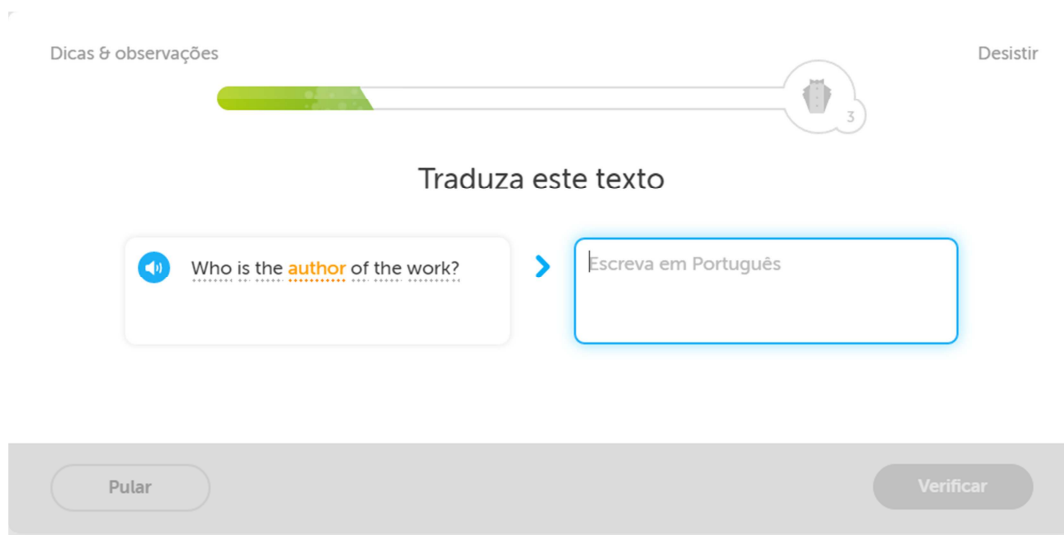 Dicas & observações
Desistir
3
Traduza este texto
Who is the author of the work?
Escreva em Português
Pular
Verificar